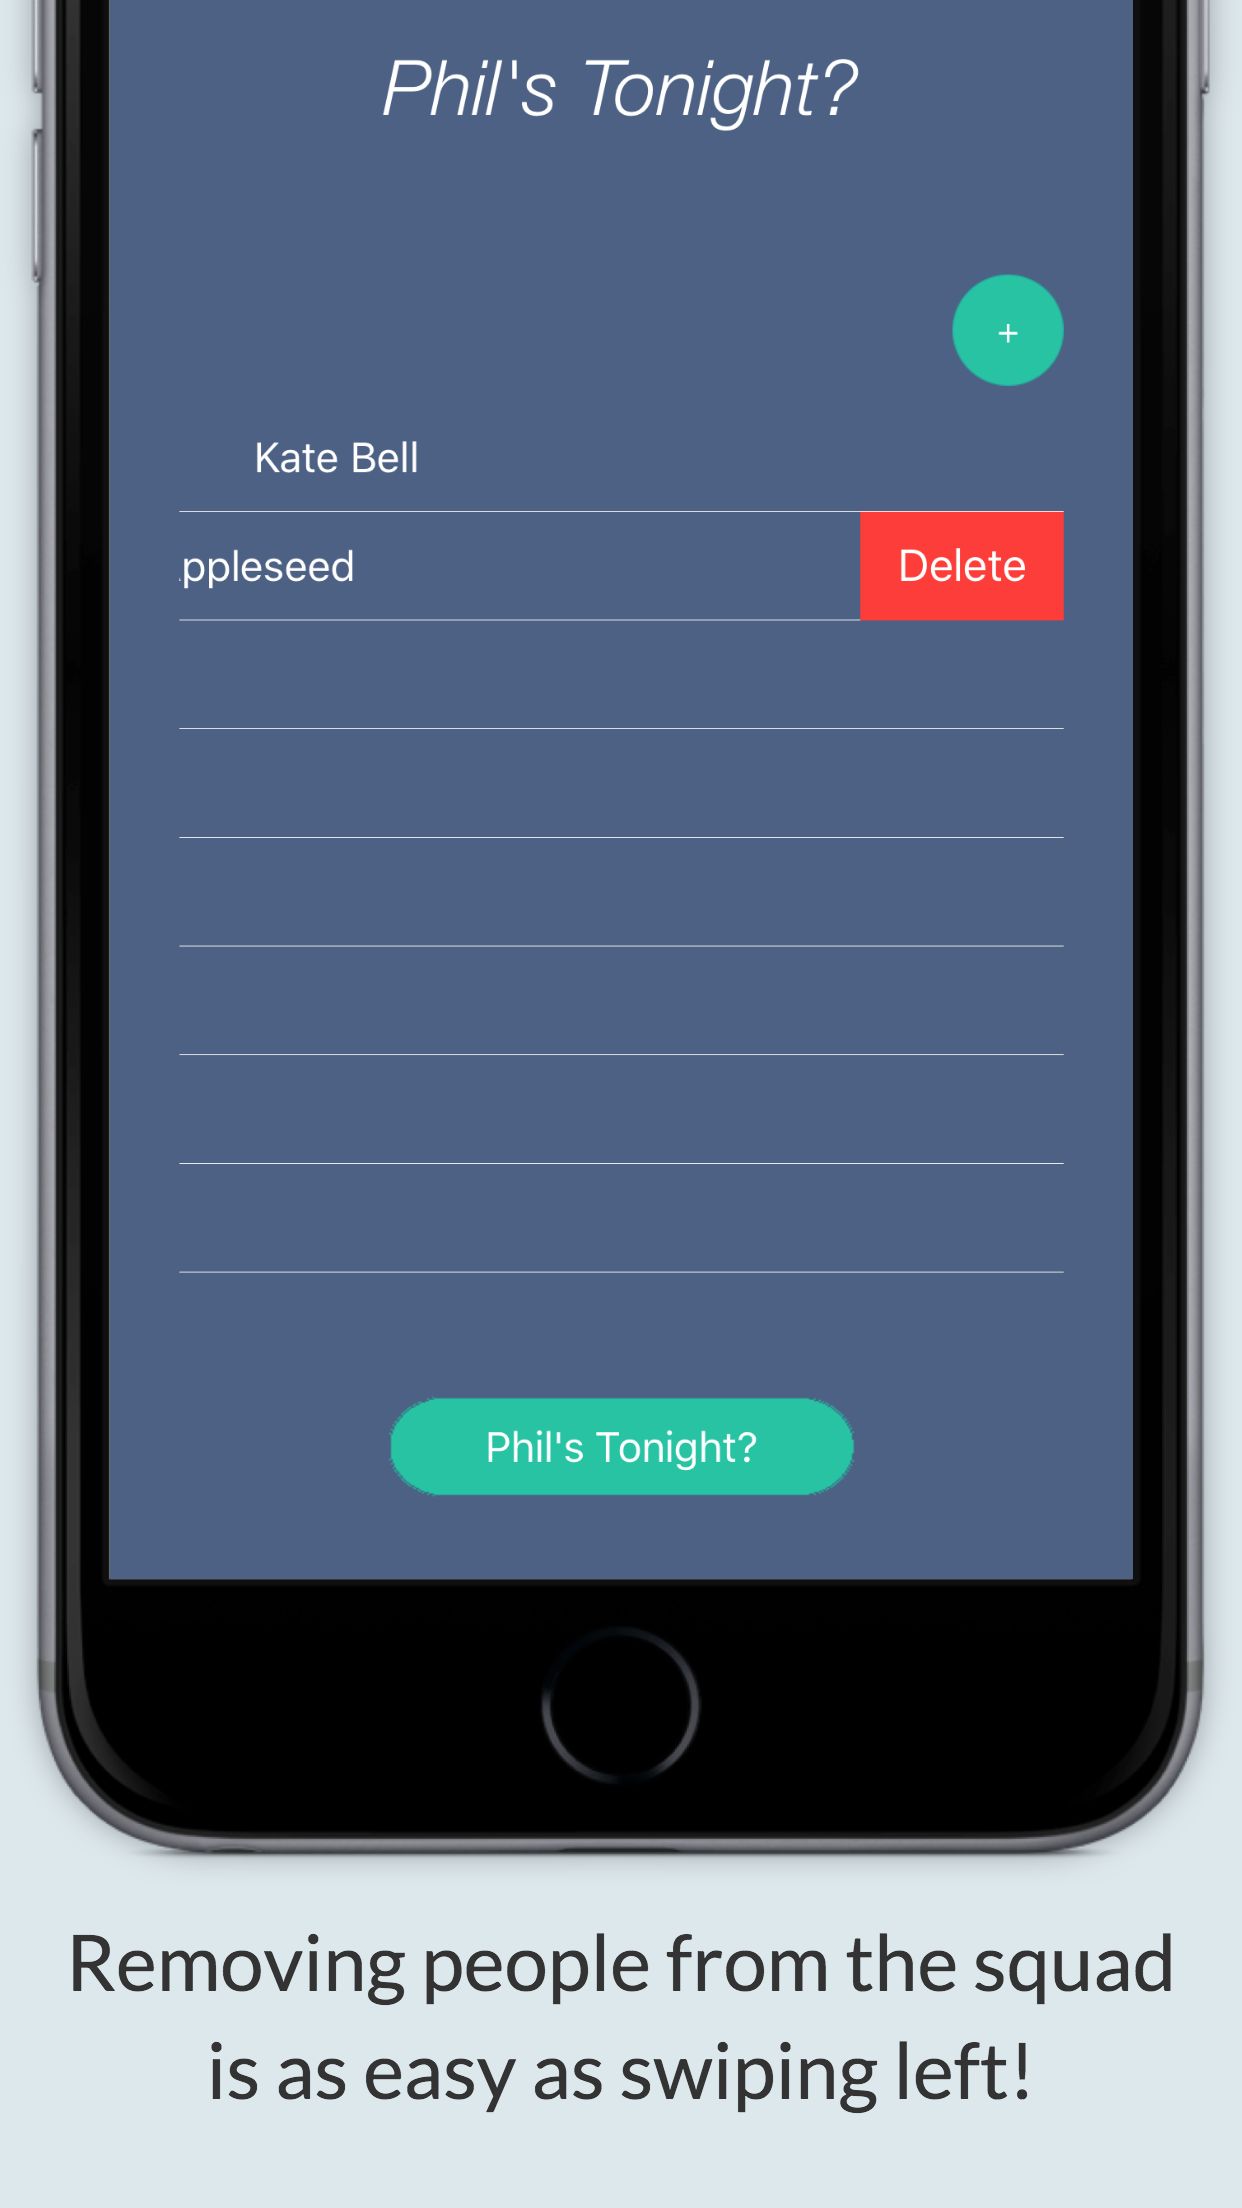 Phil's Tonight?
+
Kate Bell
ppleseed
Delete
Phil's Tonight?
Removing people from the squad
is as easy as swiping left!